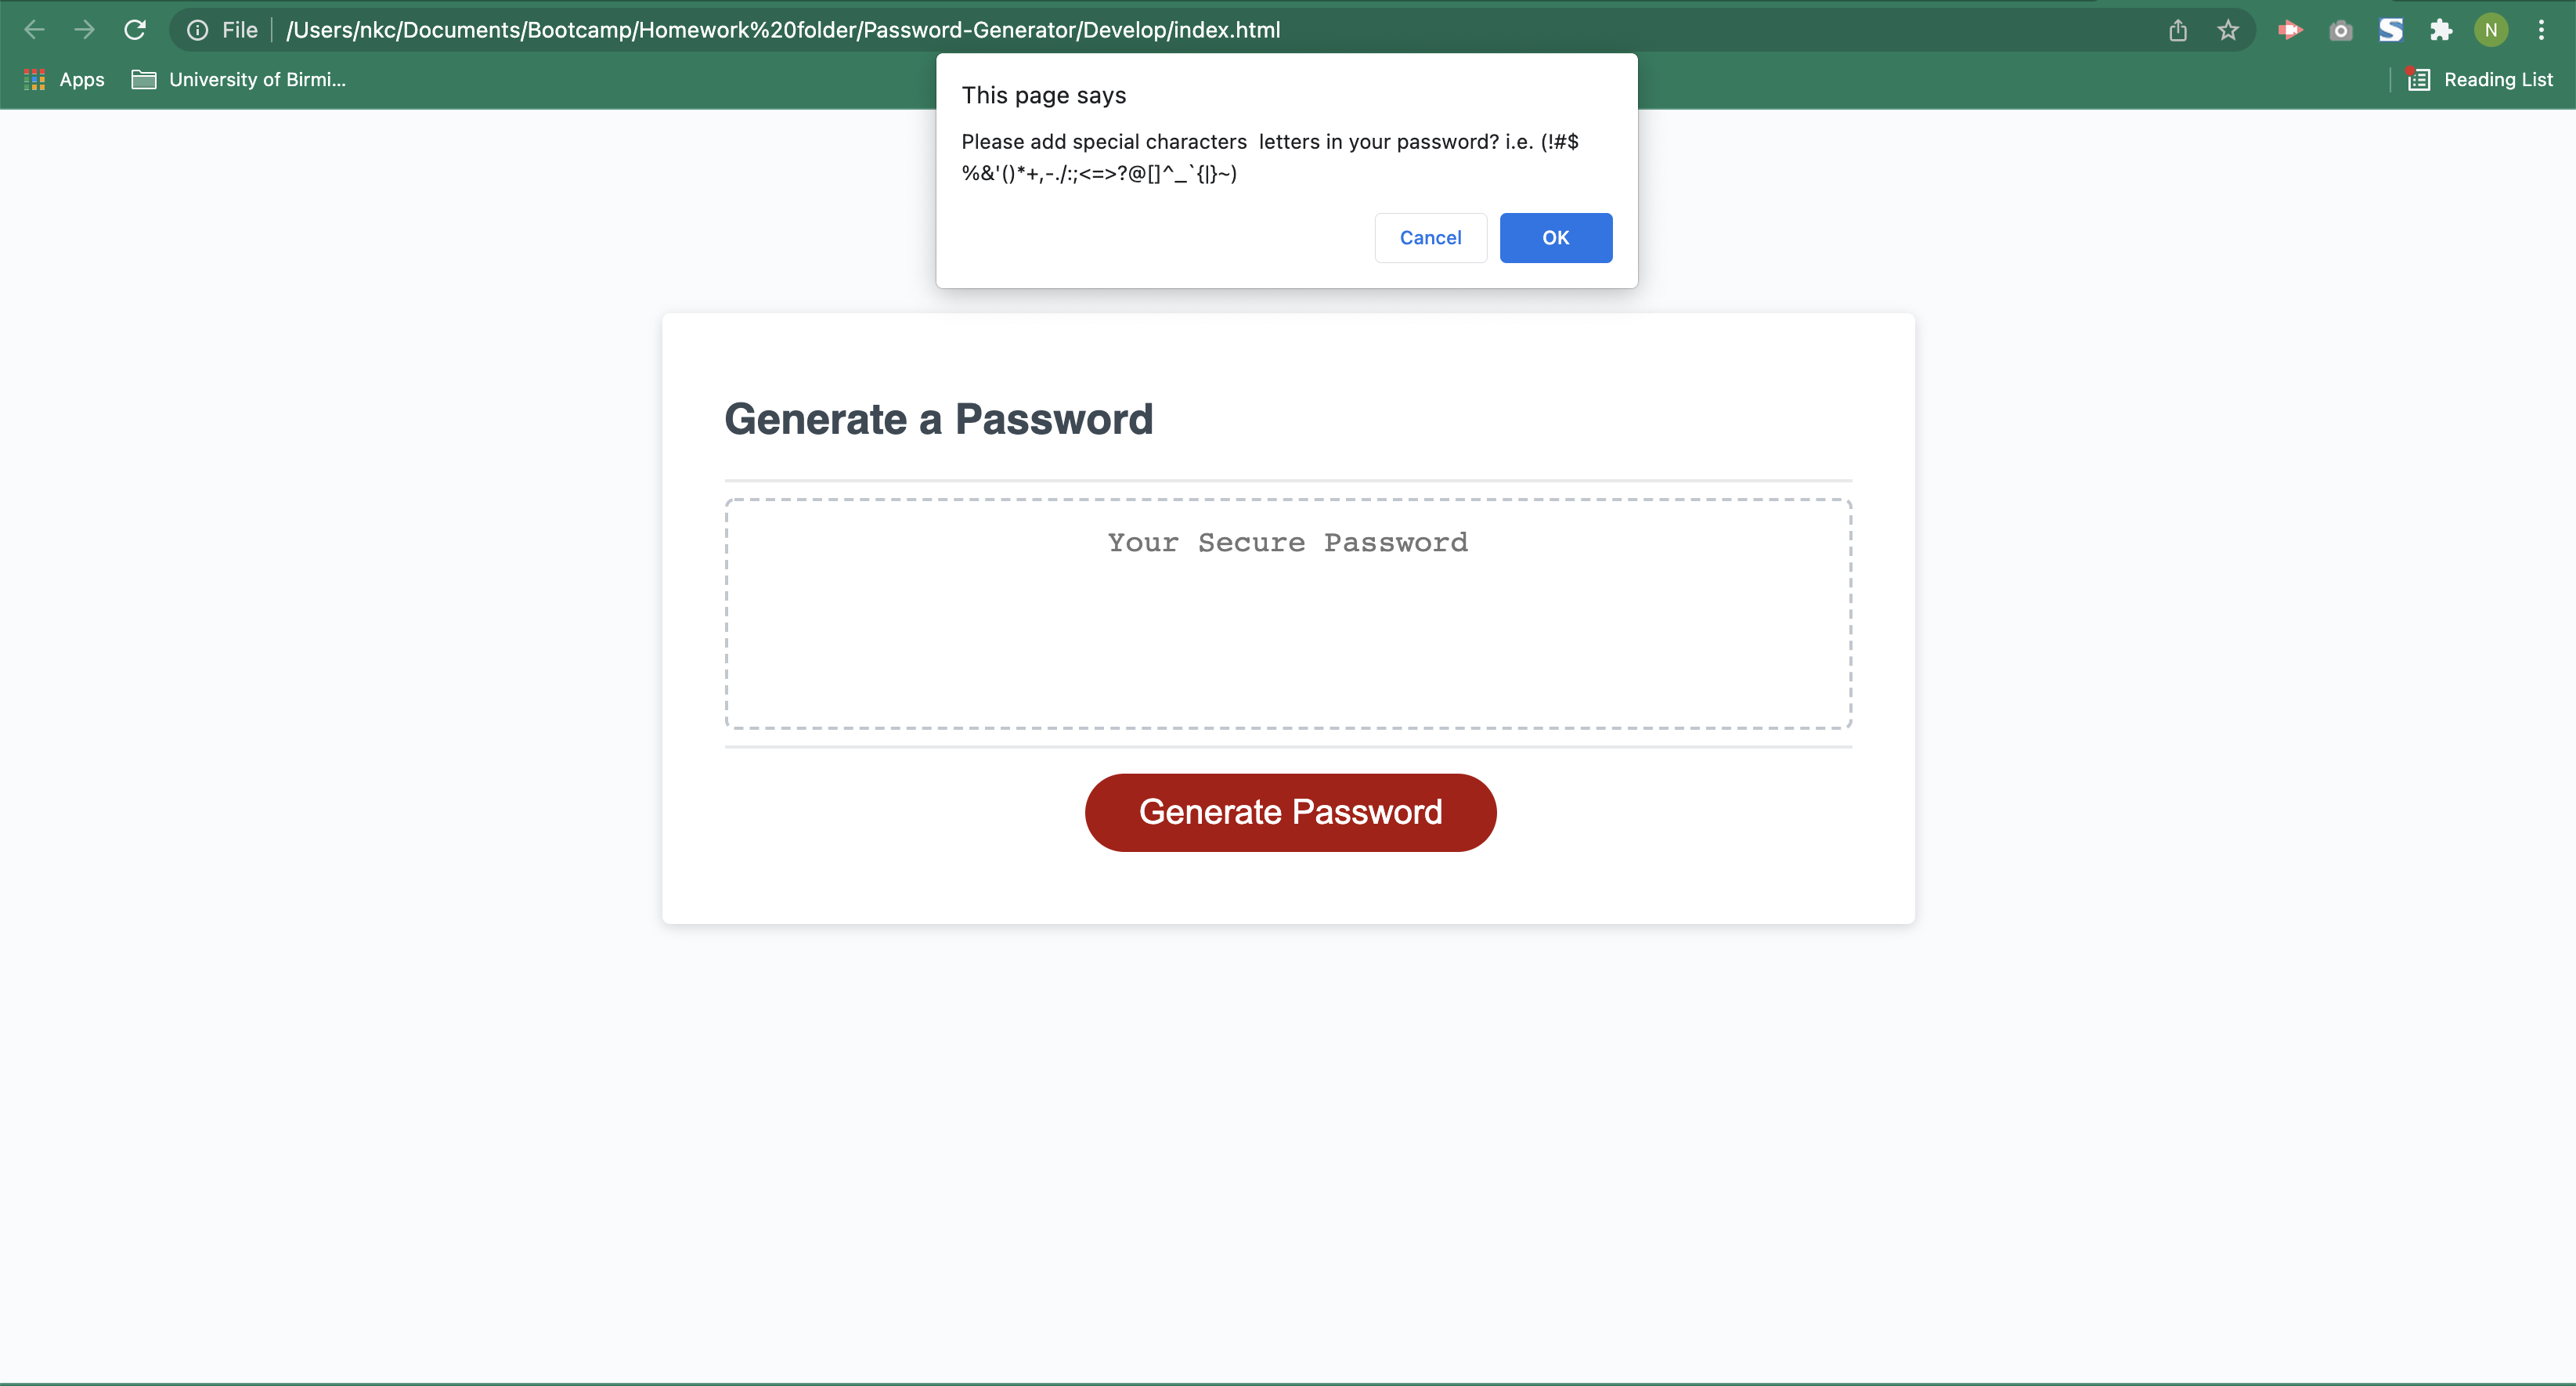 File /Users/nkc/Documents/Bootcamp/Homework%20folder/Password-Generator/Develop/index.html
N
Apps
University of Birmi...
Reading List
This page says
Please add special characters  letters in your password? i.e. (!#$
%&'()*+,-./:;<=>?@[]^_`{|}~)
Cancel
OK
Generate a Password
Your Secure Password
Generate Password